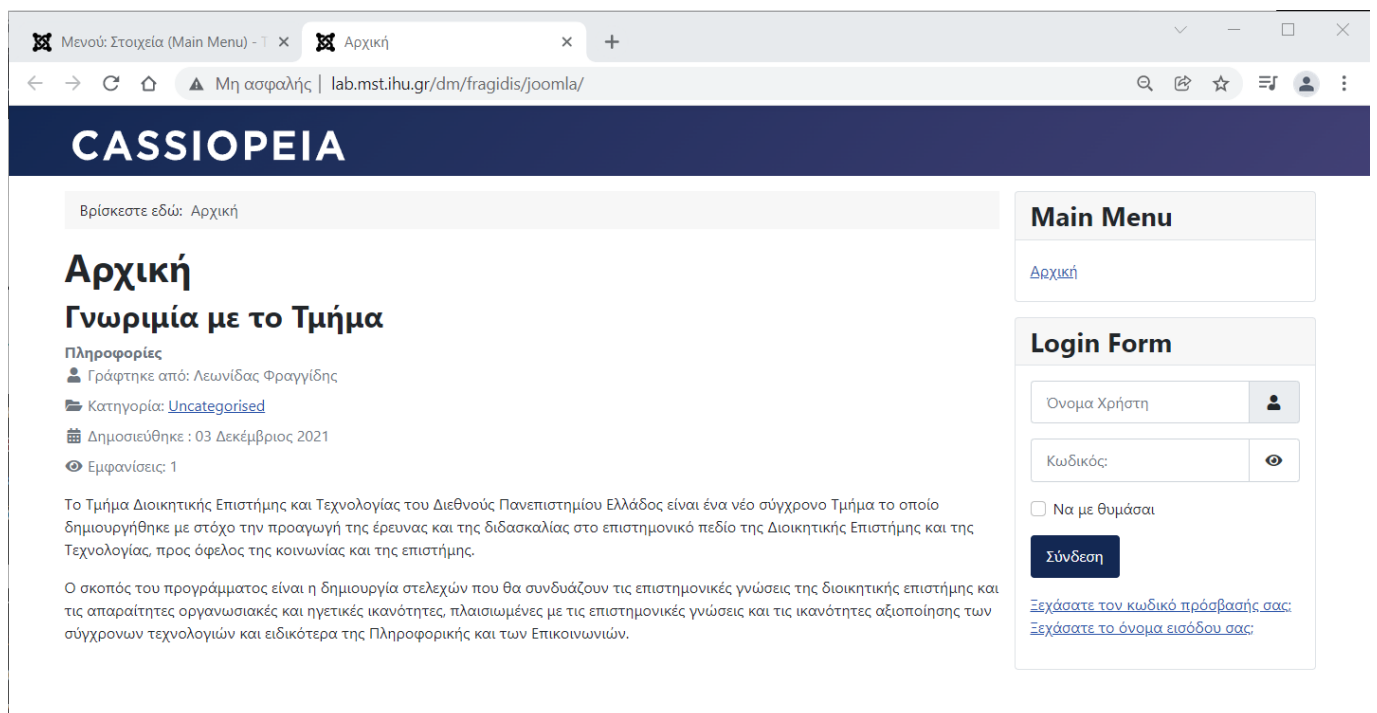 Μενού: Στοιχεία (Main Menu) - T
Αρχική
Μη ασφαλής | lab.mst.ihu.gr/dm/fragidis/joomla/
CASSIOPEIA
Βρίσκεστε εδώ: Αρχική
Αρχική
Γνωριμία με το Τμήμα
Πληροφορίες
Γράφτηκε από: Λεωνίδας Φραγγίδης
Κατηγορία: Uncategorised
Δημοσιεύθηκε : 03 Δεκέμβριος 2021
Εμφανίσεις: 1
Το Τμήμα Διοικητικής Επιστήμης και Τεχνολογίας του Διεθνούς Πανεπιστημίου Ελλάδος είναι ένα νέο σύγχρονο Τμήμα το οποίο
δημιουργήθηκε με στόχο την προαγωγή της έρευνας και της διδασκαλίας στο επιστημονικό πεδίο της Διοικητικής Επιστήμης και της
Τεχνολογίας, προς όφελος της κοινωνίας και της επιστήμης.
Ο σκοπός του προγράμματος είναι η δημιουργία στελεχών που θα συνδυάζουν τις επιστημονικές γνώσεις της διοικητικής επιστήμης και
τις απαραίτητες οργανωσιακές και ηγετικές ικανότητες, πλαισιωμένες με τις επιστημονικές γνώσεις και τις ικανότητες αξιοποίησης των
σύγχρονων τεχνολογιών και ειδικότερα της Πληροφορικής και των Επικοινωνιών.
Main Menu
Αρχική
Login Form
Όνομα Χρήστη
Κωδικός:
Να με θυμάσαι
Σύνδεση
Ξεχάσατε τον κωδικό πρόσβασής σας;
Ξεχάσατε το όνομα εισόδου σας;